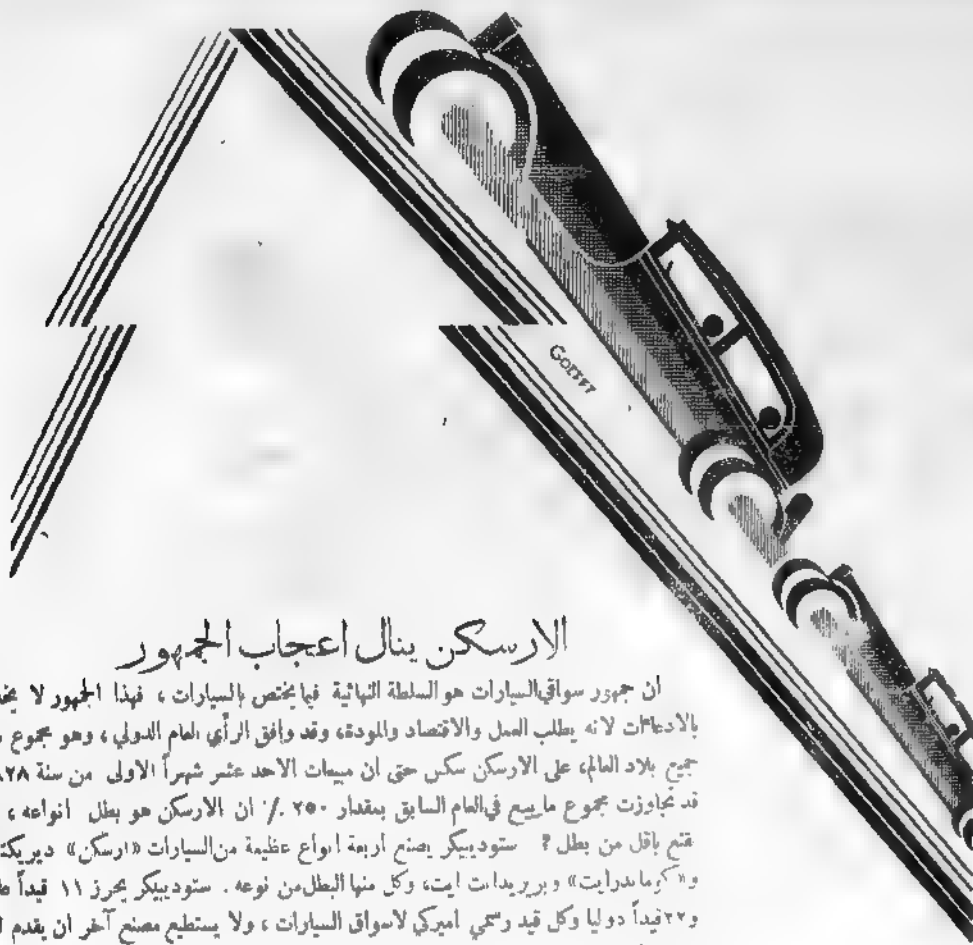 الارسكن ينال اعجاب الجمهور
ان جمهور سواقي السيارات هو السلطة النهائية فيما يختص بالسيارات ، فهذا الجمهور لا
بالادعاءات لانه يطلب العمل والاقتصاد والمودة، وقد وافق الرأي العام الدولي ، وهو مجموع
جميع بلاد العالم، على الارسكن سكس حتى ان مبيعات الاحد عشر شهراً الاولى من سنة
قد تجاوزت مجموع ما بيع في العام السابق بمقدار ٢٥٠ ٪ ان الارسكن هو بطل انواعه ،
تقتنع باقل من بطل ؟ ستوديبيكر يصنع أربعة انواع عظيمة من السيارات «ارسكن»
و«كوماندرايت» وبريزيدانت ايت، وكل منها البطل من نوعه . ستوديبيكر يحرز ١١ قيداً
و٢٢ قيداً دوليا وكل قيد رسمي اميركي لاسواق السيارات ، ولا يستطيع مصنع آخر ان يقدم